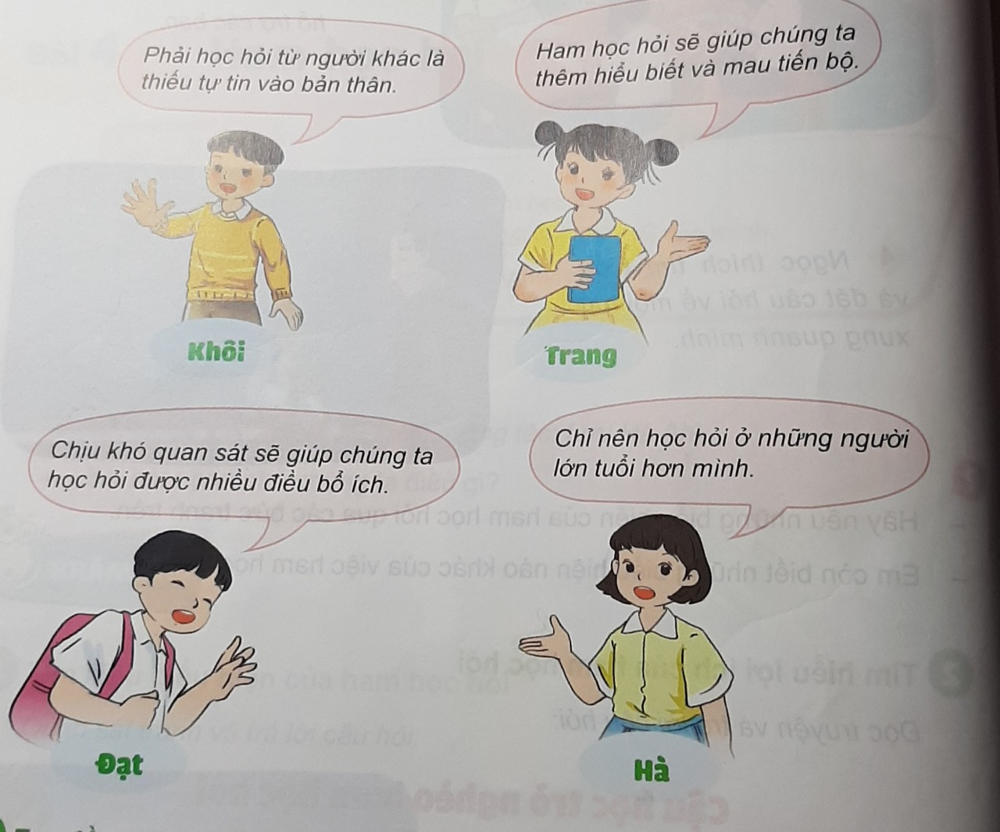 Phải học hỏi từ người khác là
thiếu tự tin vào bản thân.
Ham học hỏi sẽ giúp chúng ta
thêm hiểu biết và mau tiến bộ.
Khôi
Trang
Chịu khó quan sát sẽ giúp chúng ta
học hỏi được nhiều điều bổ ích.
Chỉ nên học hỏi ở những người
lớn tuổi hơn mình.
Đạt
Hà